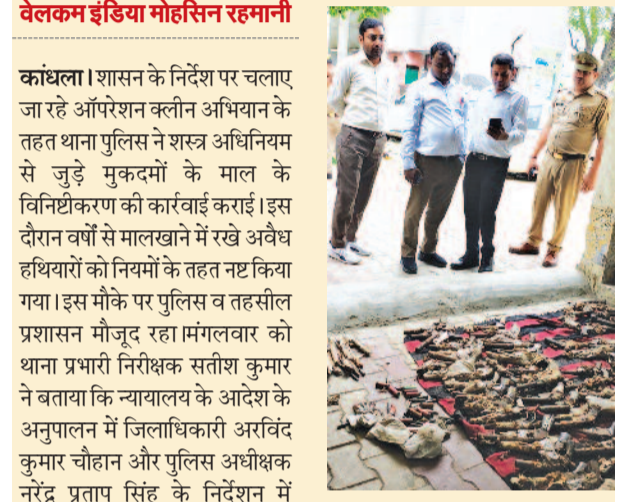 वेलकम इंडिया मोहसिन रहमानी
कांधला। शासन के निर्देश पर चलाए
जा रहे ऑपरेशन क्लीन अभियान के
तहत थाना पुलिस ने शस्त्र अधिनियम
से जुड़े मुकदमों के माल के
विनिष्टीकरण की कार्रवाई कराई। इस
दौरान वर्षों से मालखाने में रखे अवैध
हथियारों को नियमों के तहत नष्ट किया
गया। इस मौके पर पुलिस व तहसील
प्रशासन मौजूद रहा।मंगलवार को
थाना प्रभारी निरीक्षक सतीश कुमार
ने बताया कि न्यायालय के आदेश के
अनुपालन में जिलाधिकारी अरविंद
कुमार चौहान और पुलिस अधीक्षक
नरेंद्र प्रताप सिंह के निर्देशन में